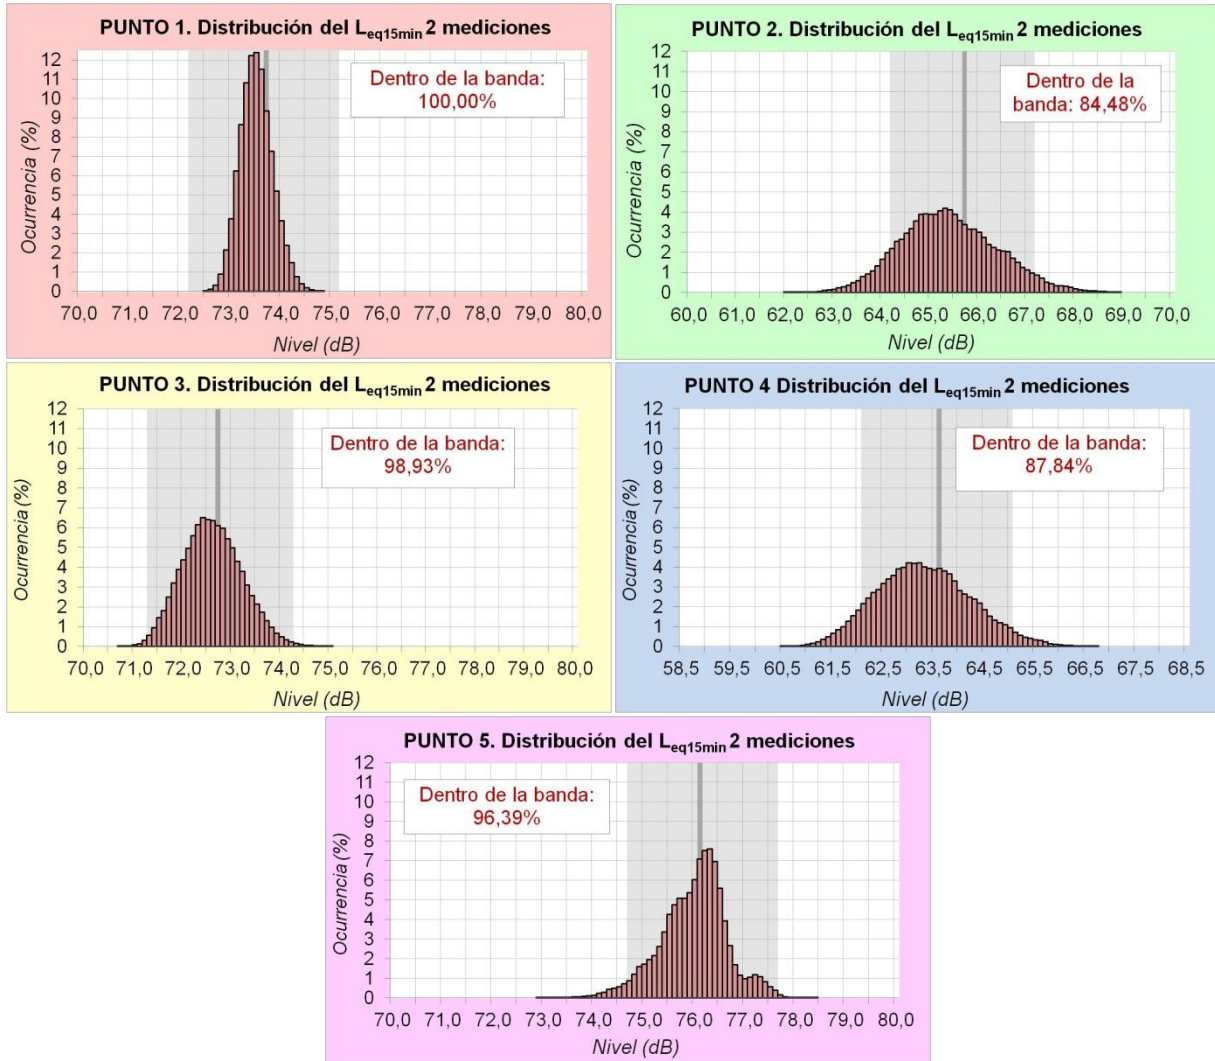 PUNTO 1. Distribución del Leq15min 2 mediciones
Dentro de la banda:
100,00%
Ocurrencia (%)
12
11
10
9
8
7
6
5
4
3
2
1
0
70,0 71,0 72,0 73,0 74,0 75,0 76,0 77,0 78,0 79,0 80,0
Nivel (dB)
PUNTO 2. Distribución del Leq15min 2 mediciones
Dentro de la
banda: 84,48%
Ocurrencia (%)
12
11
10
9
8
7
6
5
4
3
2
1
0
60,0 61,0 62,0 63,0 64,0 65,0 66,0 67,0 68,0 69,0 70,0
Nivel (dB)
PUNTO 3. Distribución del Leq15min 2 mediciones
Dentro de la banda:
98,93%
Ocurrencia (%)
12
11
10
9
8
7
6
5
4
3
2
1
0
70,0 71,0 72,0 73,0 74,0 75,0 76,0 77,0 78,0 79,0 80,0
Nivel (dB)
PUNTO 4 Distribución del Leq15min 2 mediciones
Dentro de la banda:
87,84%
Ocurrencia (%)
12
11
10
9
8
7
6
5
4
3
2
1
0
58,5 59,5 60,5 61,5 62,5 63,5 64,5 65,5 66,5 67,5 68,5
Nivel (dB)
PUNTO 5. Distribución del Leq15min 2 mediciones
Dentro de la banda:
96,39%
Ocurrencia (%)
12
11
10
9
8
7
6
5
4
3
2
1
0
70,0 71,0 72,0 73,0 74,0 75,0 76,0 77,0 78,0 79,0 80,0
Nivel (dB)